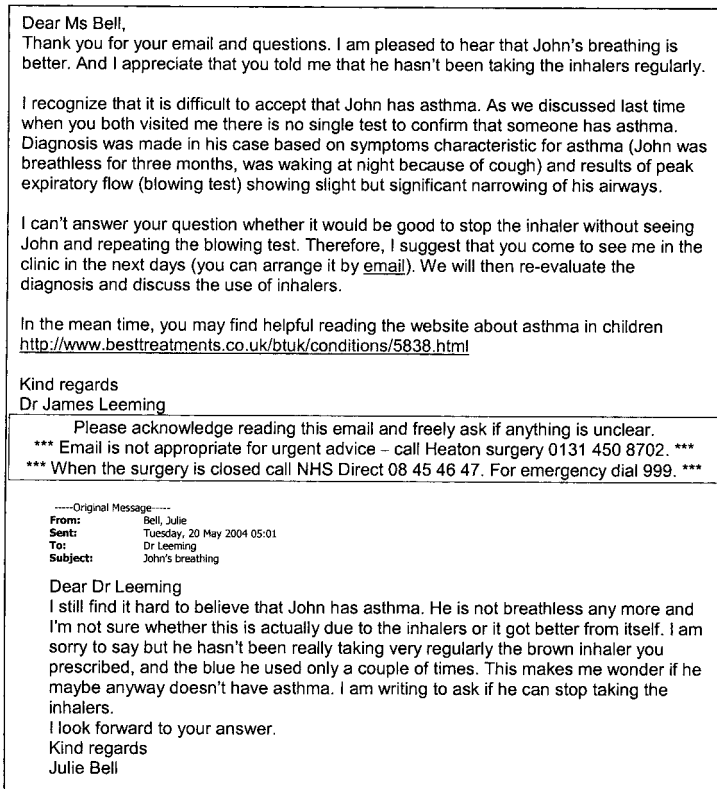 Dear Ms Bell,
Thank you for your email and questions. I am pleased to hear that John's breathing is
better. And I appreciate that you told me that he hasn't been taking the inhalers regularly.
I recognize that it is difficult to accept that John has asthma. As we discussed last time
when you both visited me there is no single test to confirm that someone has asthma.
Diagnosis was made in his case based on symptoms characteristic for asthma (John was
breathless for three months, was waking at night because of cough) and results of peak
expiratory flow (blowing test) showing slight but significant narrowing of his airways.
I can't answer your question whether it would be good to stop the inhaler without seeing
John and repeating the blowing test. Therefore, I suggest that you come to see me in the
clinic in the next days (you can arrange it by email). We will then re-evaluate the
diagnosis and discuss the use of inhalers.
In the mean time, you may find helpful reading the website about asthma in children
http://www.besttreatments.co.uk/btuk/conditions/5838.html
Kind regards
Dr James Leeming
Please acknowledge reading this email and freely ask if anything is unclear.
*** Email is not appropriate for urgent advice – call Heaton surgery 0131 450 8702. ***
*** When the surgery is closed call NHS Direct 08 45 46 47. For emergency dial 999. ***
-----Original Message-----
From: Bell, Julie
Sent: Tuesday, 20 May 2004 05:01
To: Dr Leeming
Subject: John's breathing
Dear Dr Leeming
I still find it hard to believe that John has asthma. He is not breathless any more and
I'm not sure whether this is actually due to the inhalers or it got better from itself. I am
sorry to say but he hasn't been really taking very regularly the brown inhaler you
prescribed, and the blue he used only a couple of times. This makes me wonder if he
maybe anyway doesn't have asthma. I am writing to ask if he can stop taking the
inhalers.
I look forward to your answer.
Kind regards
Julie Bell